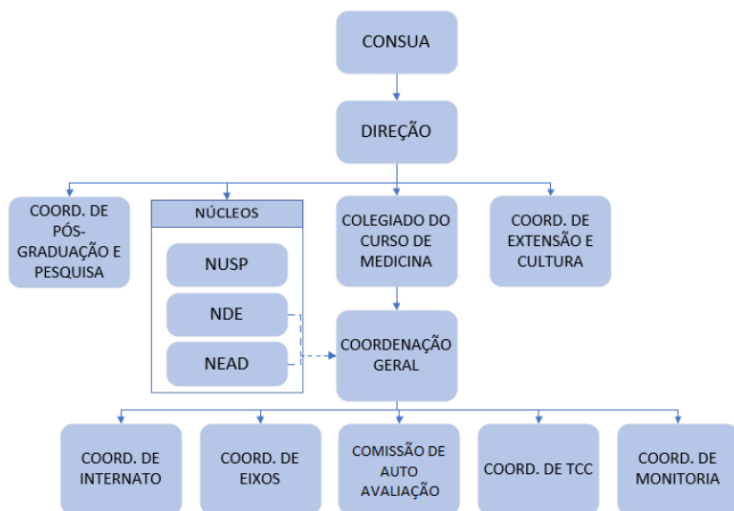 CONSUA
DIREÇÃO
COORD. DE
PÓS-
GRADUAÇÃO E
PESQUISA
NÚCLEOS
NUSP
NDE
NEAD
COLEGIADO DO
CURSO DE
MEDICINA
COORD. DE
EXTENSÃO E
CULTURA
COORDENAÇÃO
GERAL
COORD. DE
INTERNATO
COORD. DE
EIXOS
COMISSÃO DE
AUTO
AVALIAÇÃO
COORD. DE TCC
COORD. DE
MONITORIA